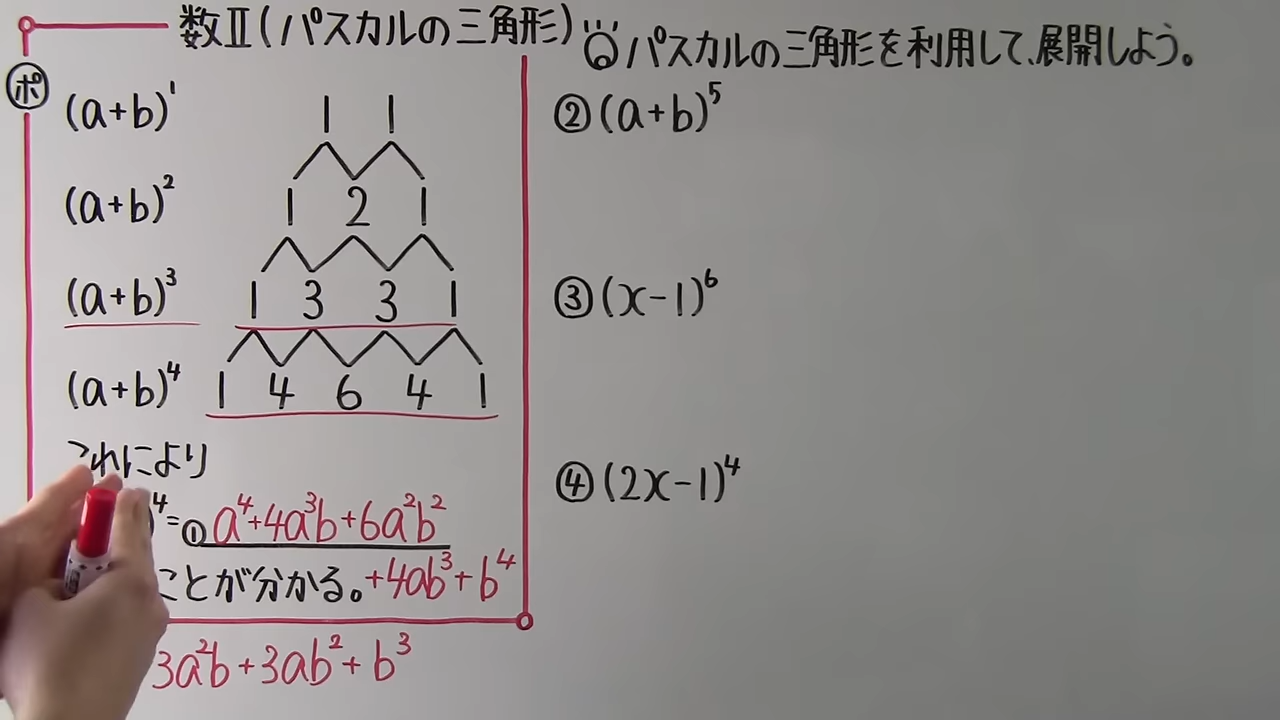 数Ⅱ(パスカルの三角形)
ポ
(a+b)¹
1 1
(a+b)²
1 2 1
(a+b)³
1 3 3 1
(a+b)⁴
1 4 6 4 1
これにより
⁴=① a⁴+4a³b+6a²b²
+4ab³+b⁴
ことが分かる。
3a²b+3ab²+b³
パスカルの三角形を利用して、展開しよう。
②(a+b)⁵
③(x-1)⁶
④(2x-1)⁴